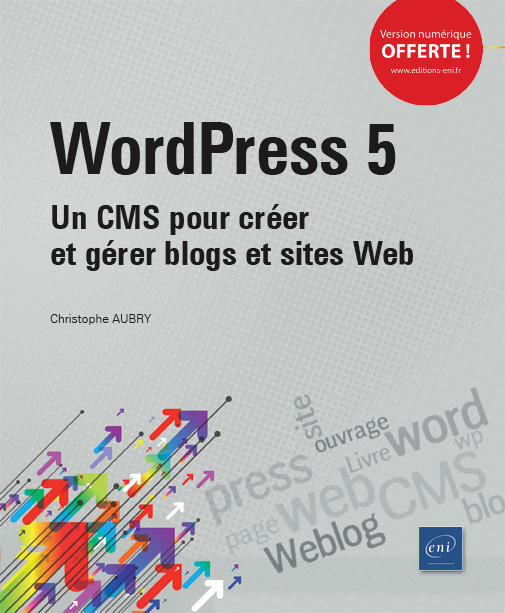 Version numérique
OFFERTE !
www.editions-eni.fr
WordPress 5
Un CMS pour créer
et gérer blogs et sites Web
Christophe AUBRY
site
ouvrage
word
Livre
wp
press
web
CMS
page
blo
Weblog
eni